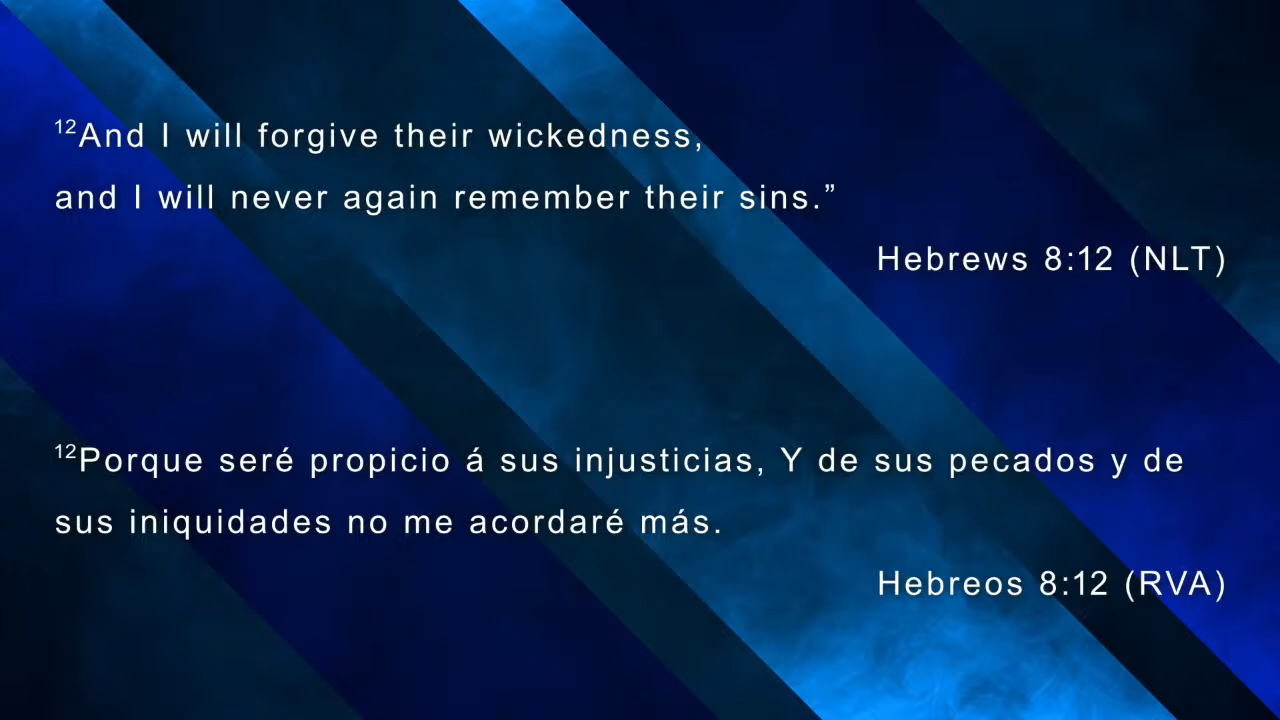 ¹²And I will forgive their wickedness,
and I will never again remember their sins.”
Hebrews 8:12 (NLT)
¹²Porque seré propicio á sus injusticias, Y de sus pecados y de
sus iniquidades no me acordaré más.
Hebreos 8:12 (RVA)